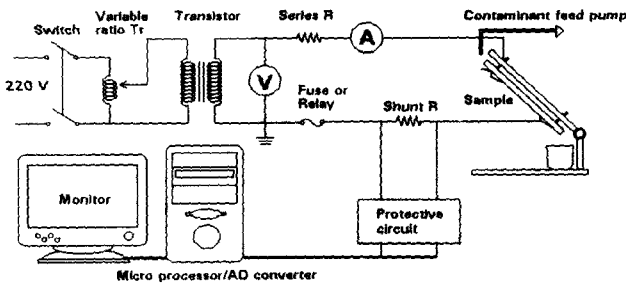 Contaminant feed pump
Variable
ratio Tr
Transistor
Series R
Switch
A
220 V
V
Fuse or
Relay
Shunt R
Sample
Monitor
Protective
circuit
Micro processor/AD converter